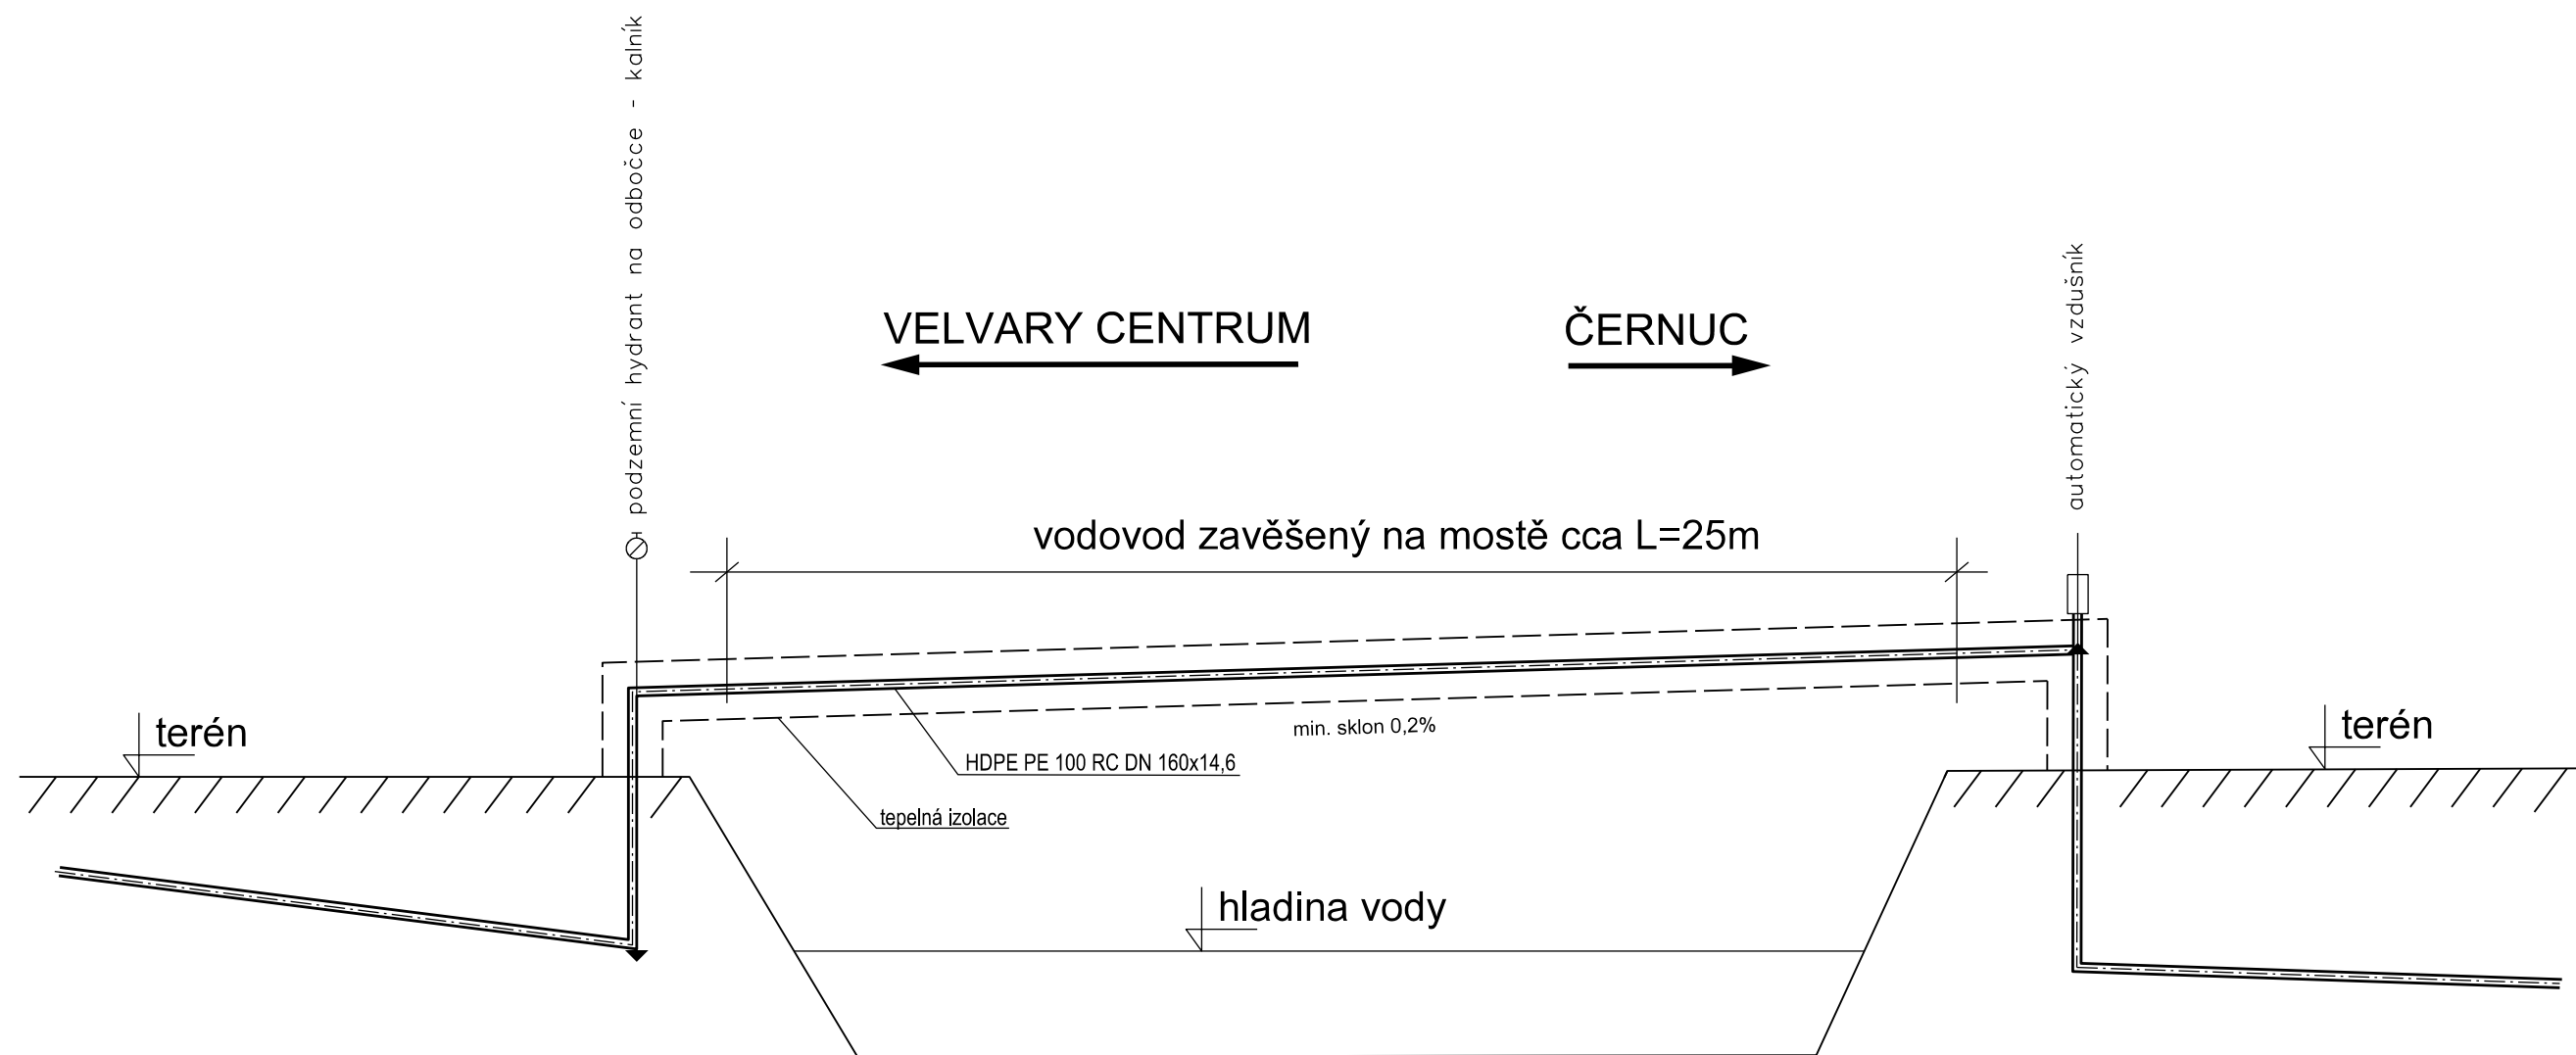 podzemní hydrant na odbočce - kalník
automatický vzdušník
VELVARY CENTRUM
ČERNUC
vodovod zavěšený na mostě cca L=25m
terén
terén
min. sklon 0,2%
HDPE PE 100 RC DN 160x14,6
tepelná izolace
hladina vody